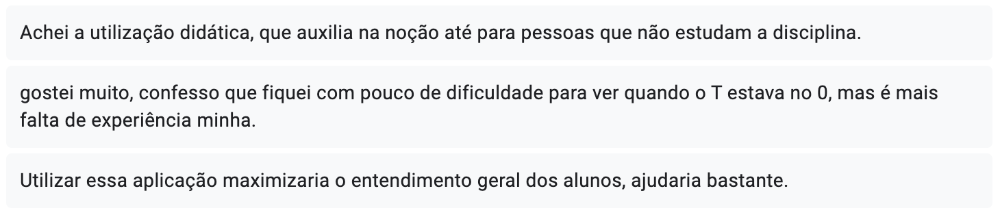 Achei a utilização didática, que auxilia na noção até para pessoas que não estudam a disciplina.
gostei muito, confesso que fiquei com pouco de dificuldade para ver quando o T estava no 0, mas é mais
falta de experiência minha.
Utilizar essa aplicação maximizaria o entendimento geral dos alunos, ajudaria bastante.